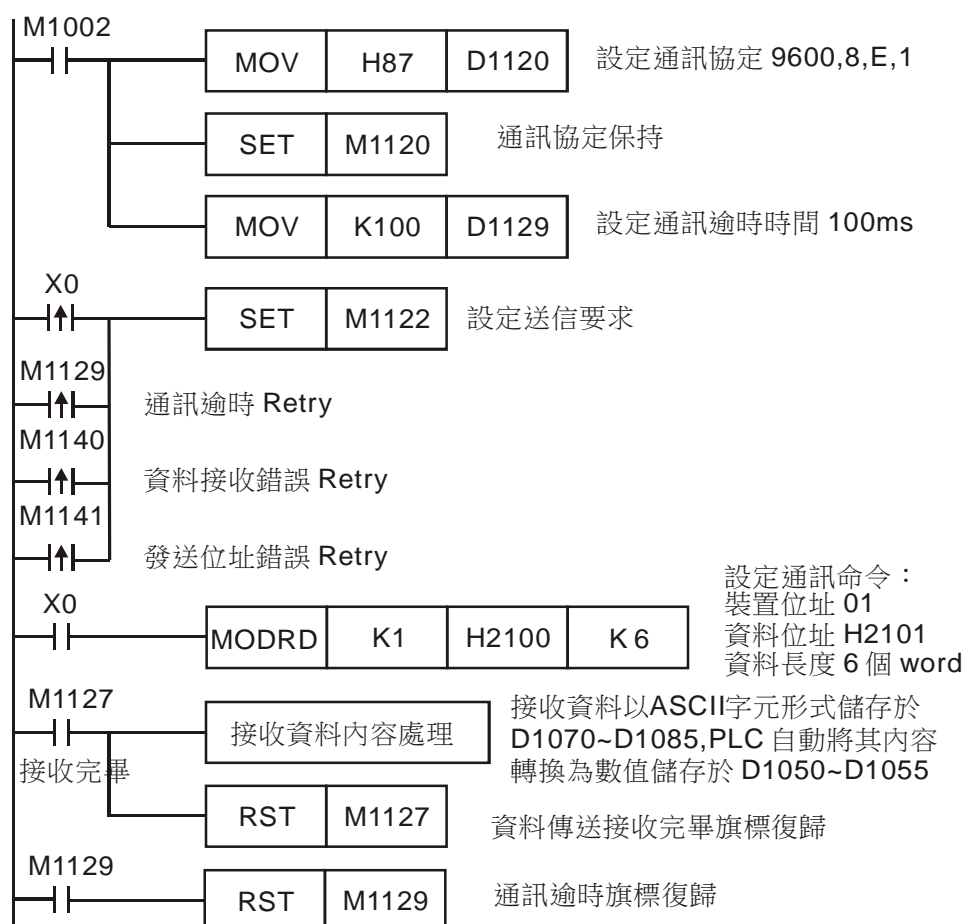 M1002
MOV H87 D1120 設定通訊協定 9600,8,E,1
SET M1120 通訊協定保持
MOV K100 D1129 設定通訊逾時時間 100ms
X0
SET M1122 設定送信要求
M1129
通訊逾時 Retry
M1140
資料接收錯誤 Retry
M1141
發送位址錯誤 Retry
X0
MODRD K1 H2100 K 6
設定通訊命令：
裝置位址 01
資料位址 H2101
資料長度 6 個 word
M1127
接收完畢
接收資料內容處理
接收資料以ASCII字元形式儲存於
D1070~D1085,PLC 自動將其內容
轉換為數值儲存於 D1050~D1055
RST M1127 資料傳送接收完畢旗標復歸
M1129
RST M1129 通訊逾時旗標復歸